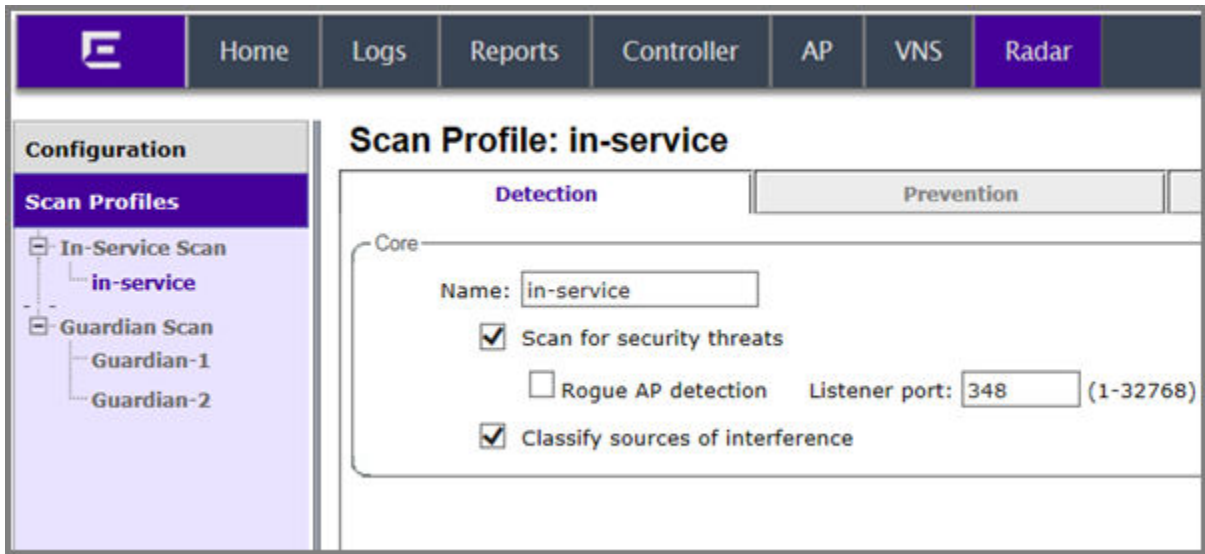 Home Logs Reports Controller AP VNS Radar
Configuration
Scan Profiles
In-Service Scan
in-service
Guardian Scan
Guardian-1
Guardian-2
Scan Profile: in-service
Detection Prevention
Core
Name: in-service
Scan for security threats
Rogue AP detection Listener port: 348 (1-32768)
Classify sources of interference